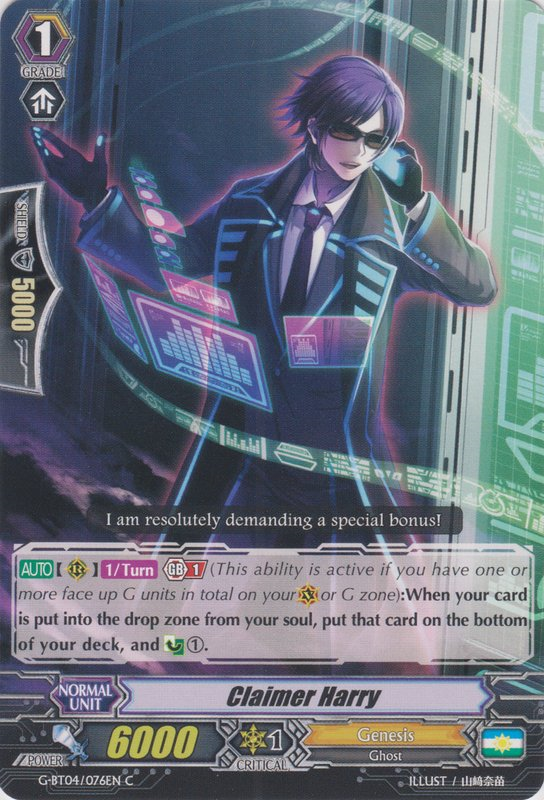 1
GRADE
SHIELD
5000
I am resolutely demanding a special bonus!
AUTO【 R 】 1/Turn GB 1 (This ability is active if you have one or
more face up G units in total on your V or G zone):When your card
is put into the drop zone from your soul, put that card on the bottom
of your deck, and ①.
NORMAL
UNIT
Claimer Harry
POWER
6000
1
CRITICAL
Genesis
Ghost
G-BT04/076EN C
ILLUST / 山﨑奈苗